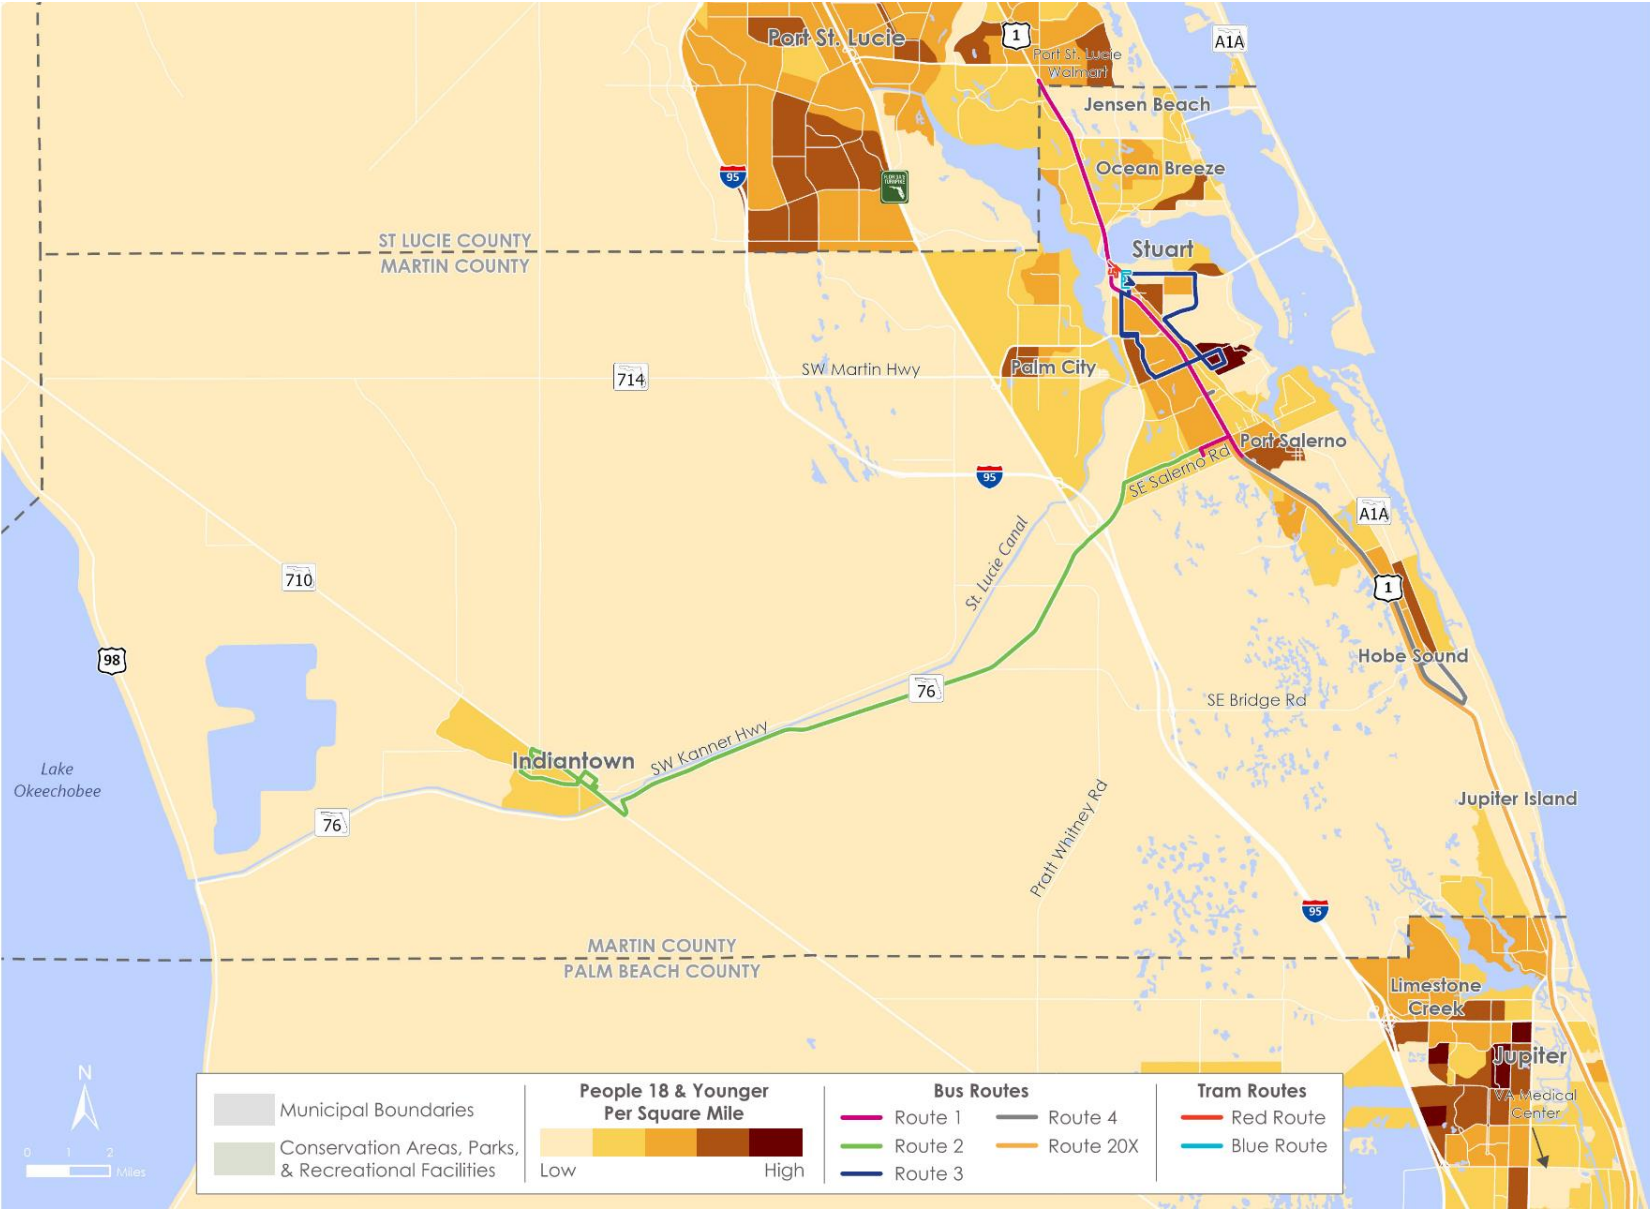 Port St. Lucie
1
A1A
Port St. Lucie
Walmart
Jensen Beach
Ocean Breeze
95
FLORIDA'S
TURNPIKE
ST LUCIE COUNTY
MARTIN COUNTY
Stuart
714
SW Martin Hwy
Palm City
Port Salerno
SE Salerno Rd
95
A1A
St. Lucie Canal
710
1
98
Hobe Sound
76
SE Bridge Rd
SW Kanner Hwy
Indiantown
Lake
Okeechobee
76
Jupiter Island
Pratt Whitney Rd
95
MARTIN COUNTY
PALM BEACH COUNTY
Limestone
Creek
Jupiter
VA Medical
Center
N
0 1 2
Miles
Municipal Boundaries
Conservation Areas, Parks,
& Recreational Facilities
People 18 & Younger
Per Square Mile
Low High
Bus Routes
Route 1
Route 2
Route 3
Route 4
Route 20X
Tram Routes
Red Route
Blue Route